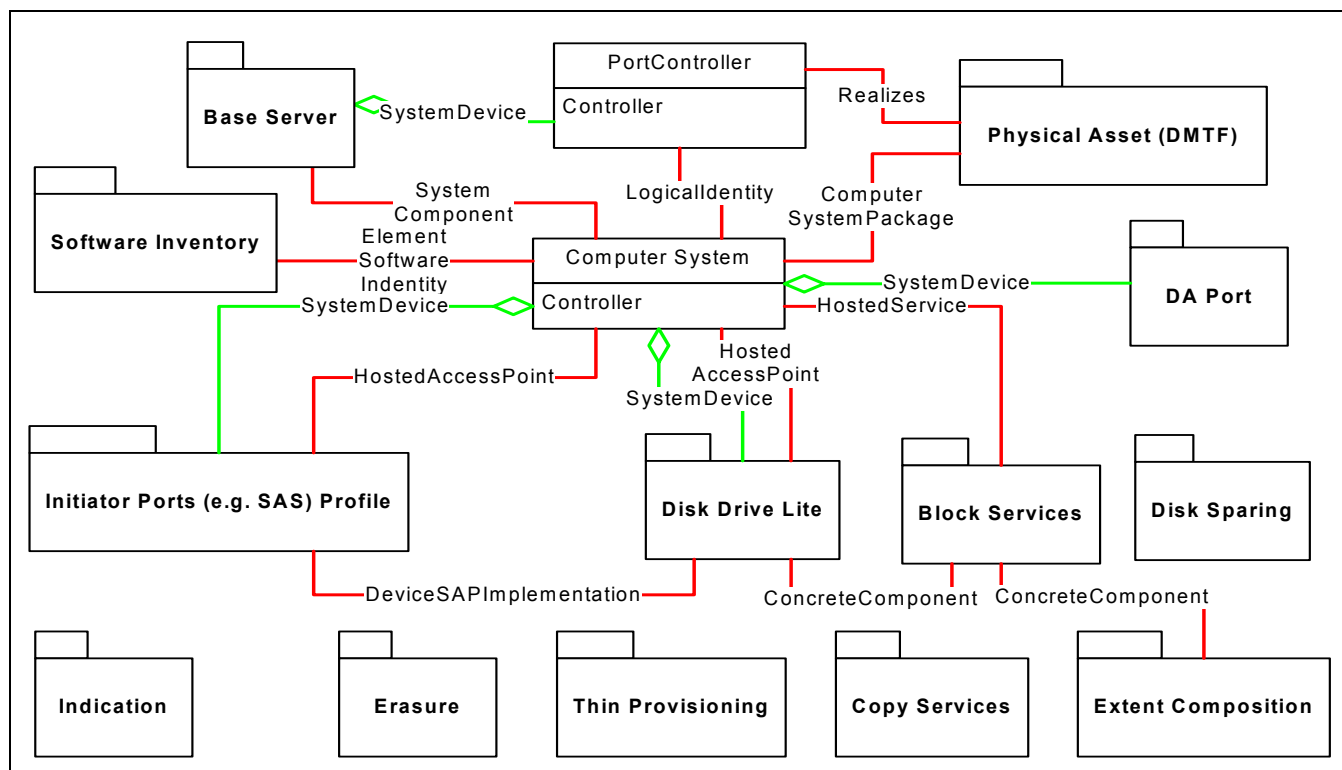 PortController
Controller
Base Server
SystemDevice
Realizes
Physical Asset (DMTF)
System
Component
LogicalIdentity
Computer
SystemPackage
Software Inventory
Element
Software
Indentity
Computer System
Controller
SystemDevice
SystemDevice
HostedService
DA Port
HostedAccessPoint
Hosted
AccessPoint
SystemDevice
Initiator Ports (e.g. SAS) Profile
Disk Drive Lite
Block Services
Disk Sparing
DeviceSAPImplementation
ConcreteComponent
ConcreteComponent
Indication
Erasure
Thin Provisioning
Copy Services
Extent Composition